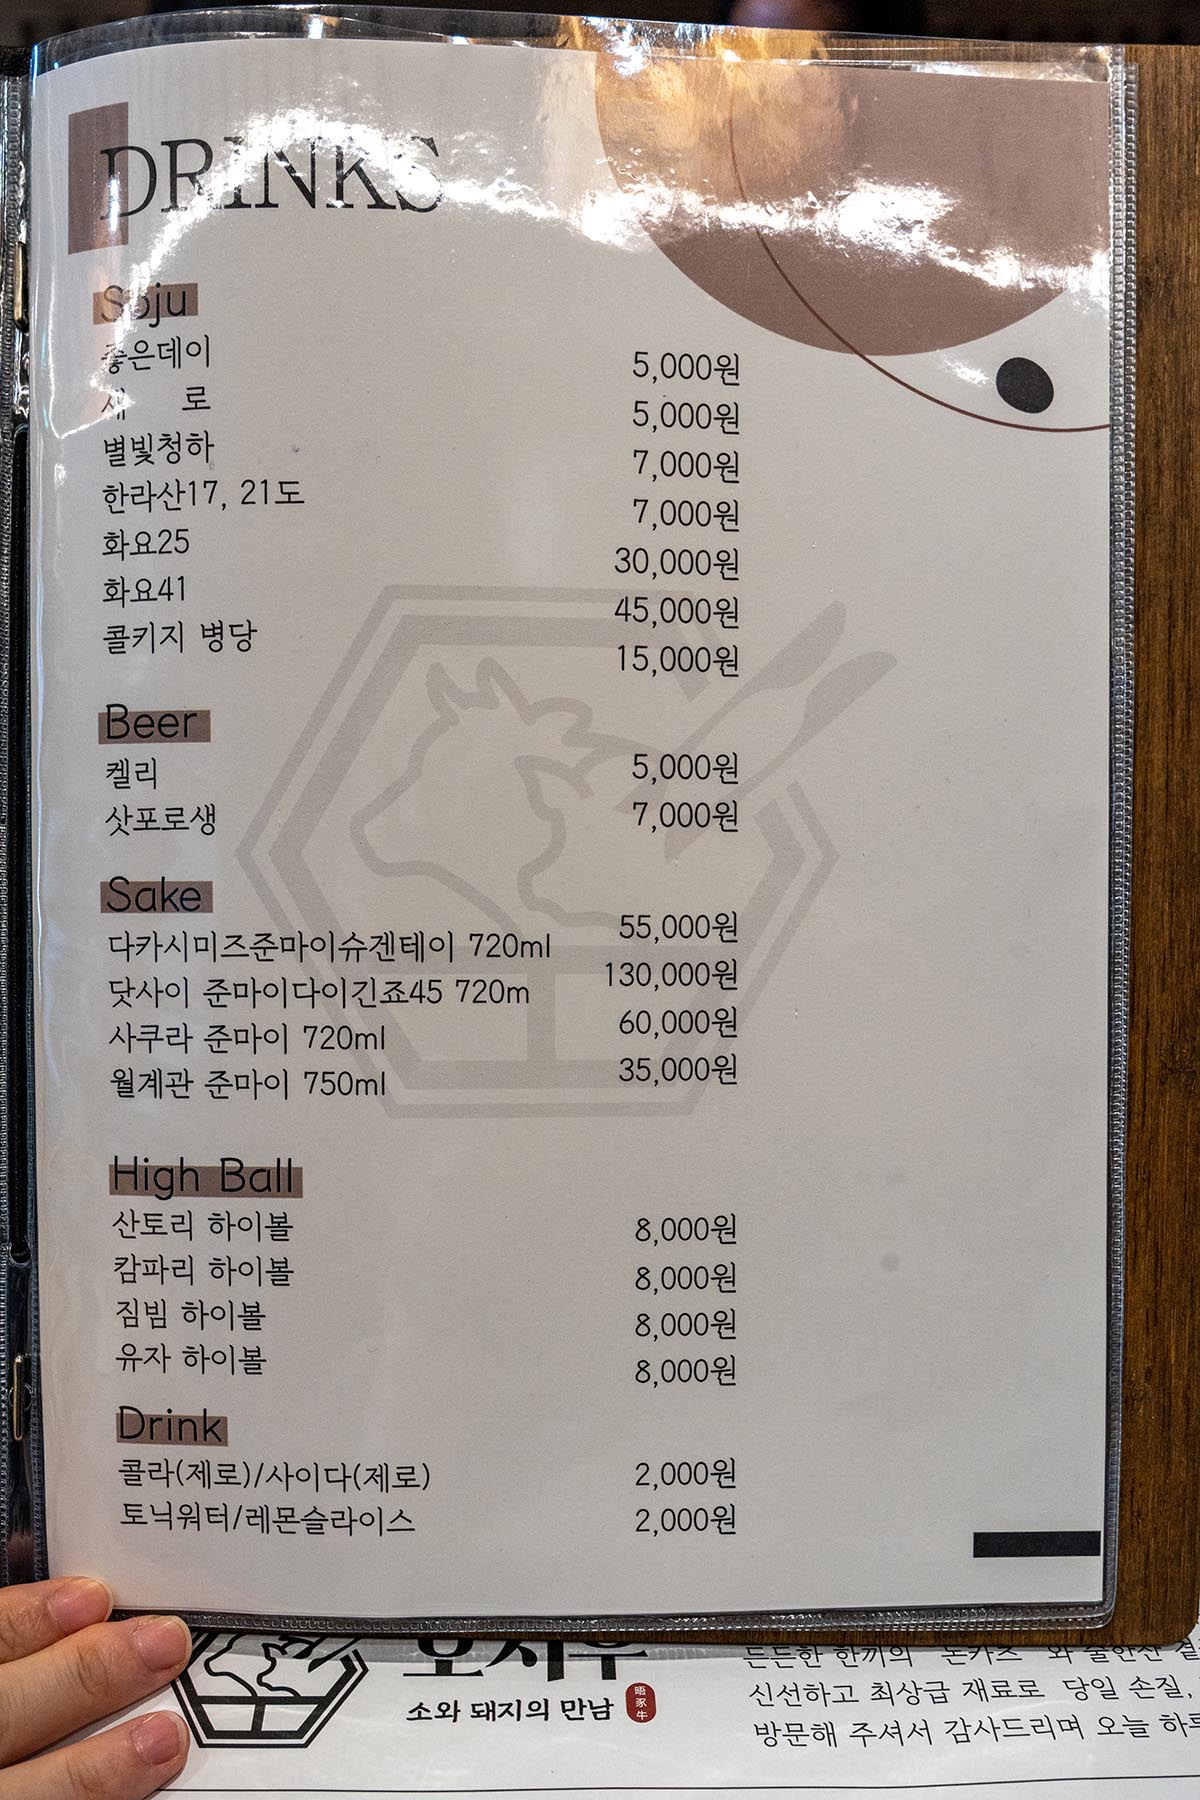 DRINKS
Soju
좋은데이 5,000원
새 로 5,000원
별빛청하 7,000원
한라산17, 21도 7,000원
화요25 30,000원
화요41 45,000원
콜키지 병당 15,000원
Beer
켈리 5,000원
삿포로생 7,000원
Sake
다카시미즈준마이슈겐테이 720ml 55,000원
닷사이 준마이다이긴죠45 720m 130,000원
사쿠라 준마이 720ml 60,000원
월계관 준마이 750ml 35,000원
High Ball
산토리 하이볼 8,000원
캄파리 하이볼 8,000원
짐빔 하이볼 8,000원
유자 하이볼 8,000원
Drink
콜라(제로)/사이다(제로) 2,000원
토닉워터/레몬슬라이스 2,000원
소와 돼지의 만남
든든한 한끼의 돈카츠 와
신선하고 최상급 재료로 당일 손질,
방문해 주셔서 감사드리며 오늘